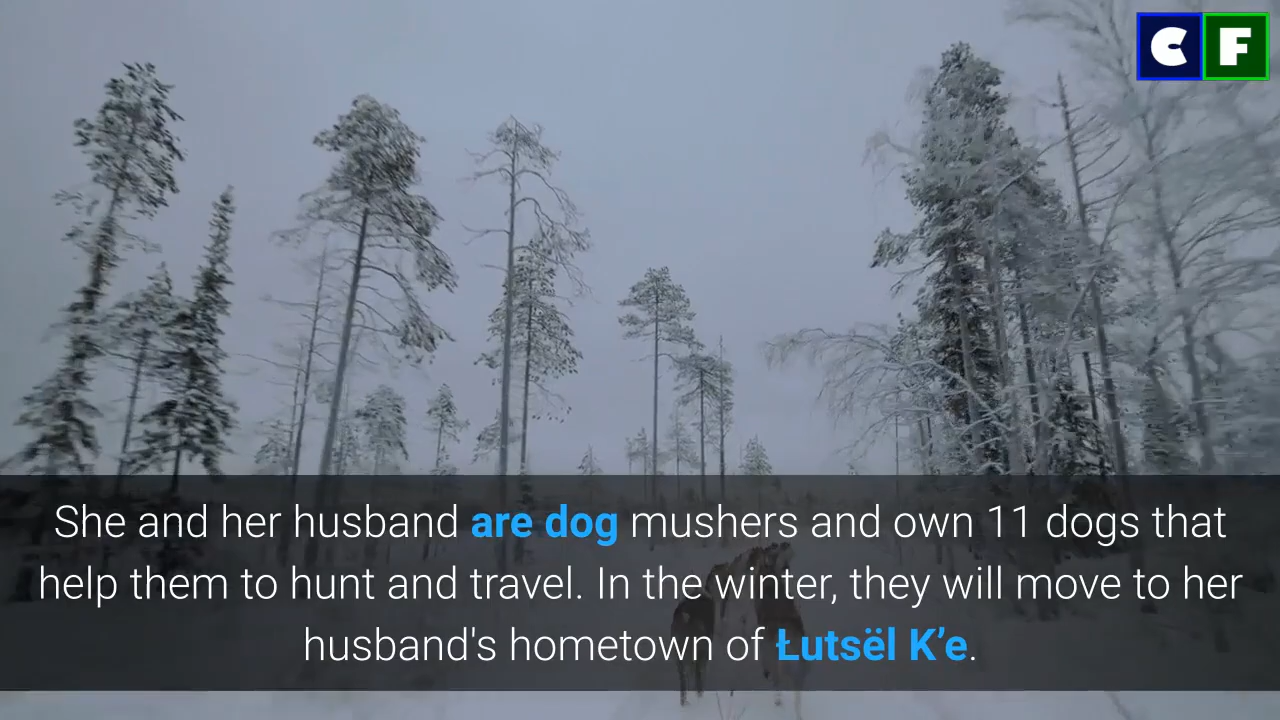 C F
She and her husband are dog mushers and own 11 dogs that
help them to hunt and travel. In the winter, they will move to her
husband's hometown of Łutsël K’e.